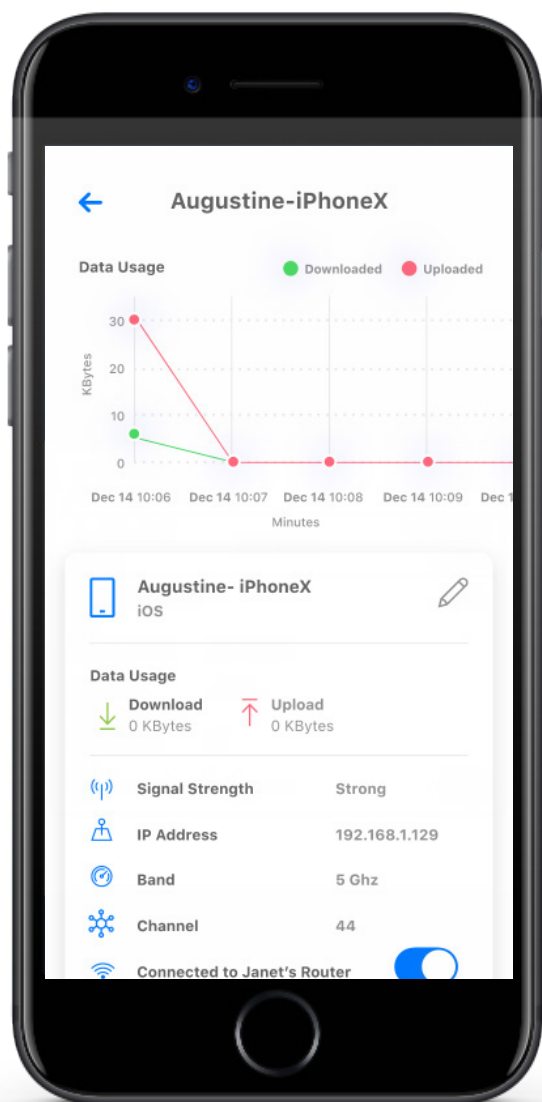 Augustine-iPhoneX
Data Usage
Downloaded
Uploaded
KBytes
30
20
10
0
Dec 14 10:06 Dec 14 10:07 Dec 14 10:08 Dec 14 10:09 Dec 1
Minutes
Augustine- iPhoneX
iOS
Data Usage
Download Upload
0 KBytes 0 KBytes
Signal Strength Strong
IP Address 192.168.1.129
Band 5 Ghz
Channel 44
Connected to Janet's Router